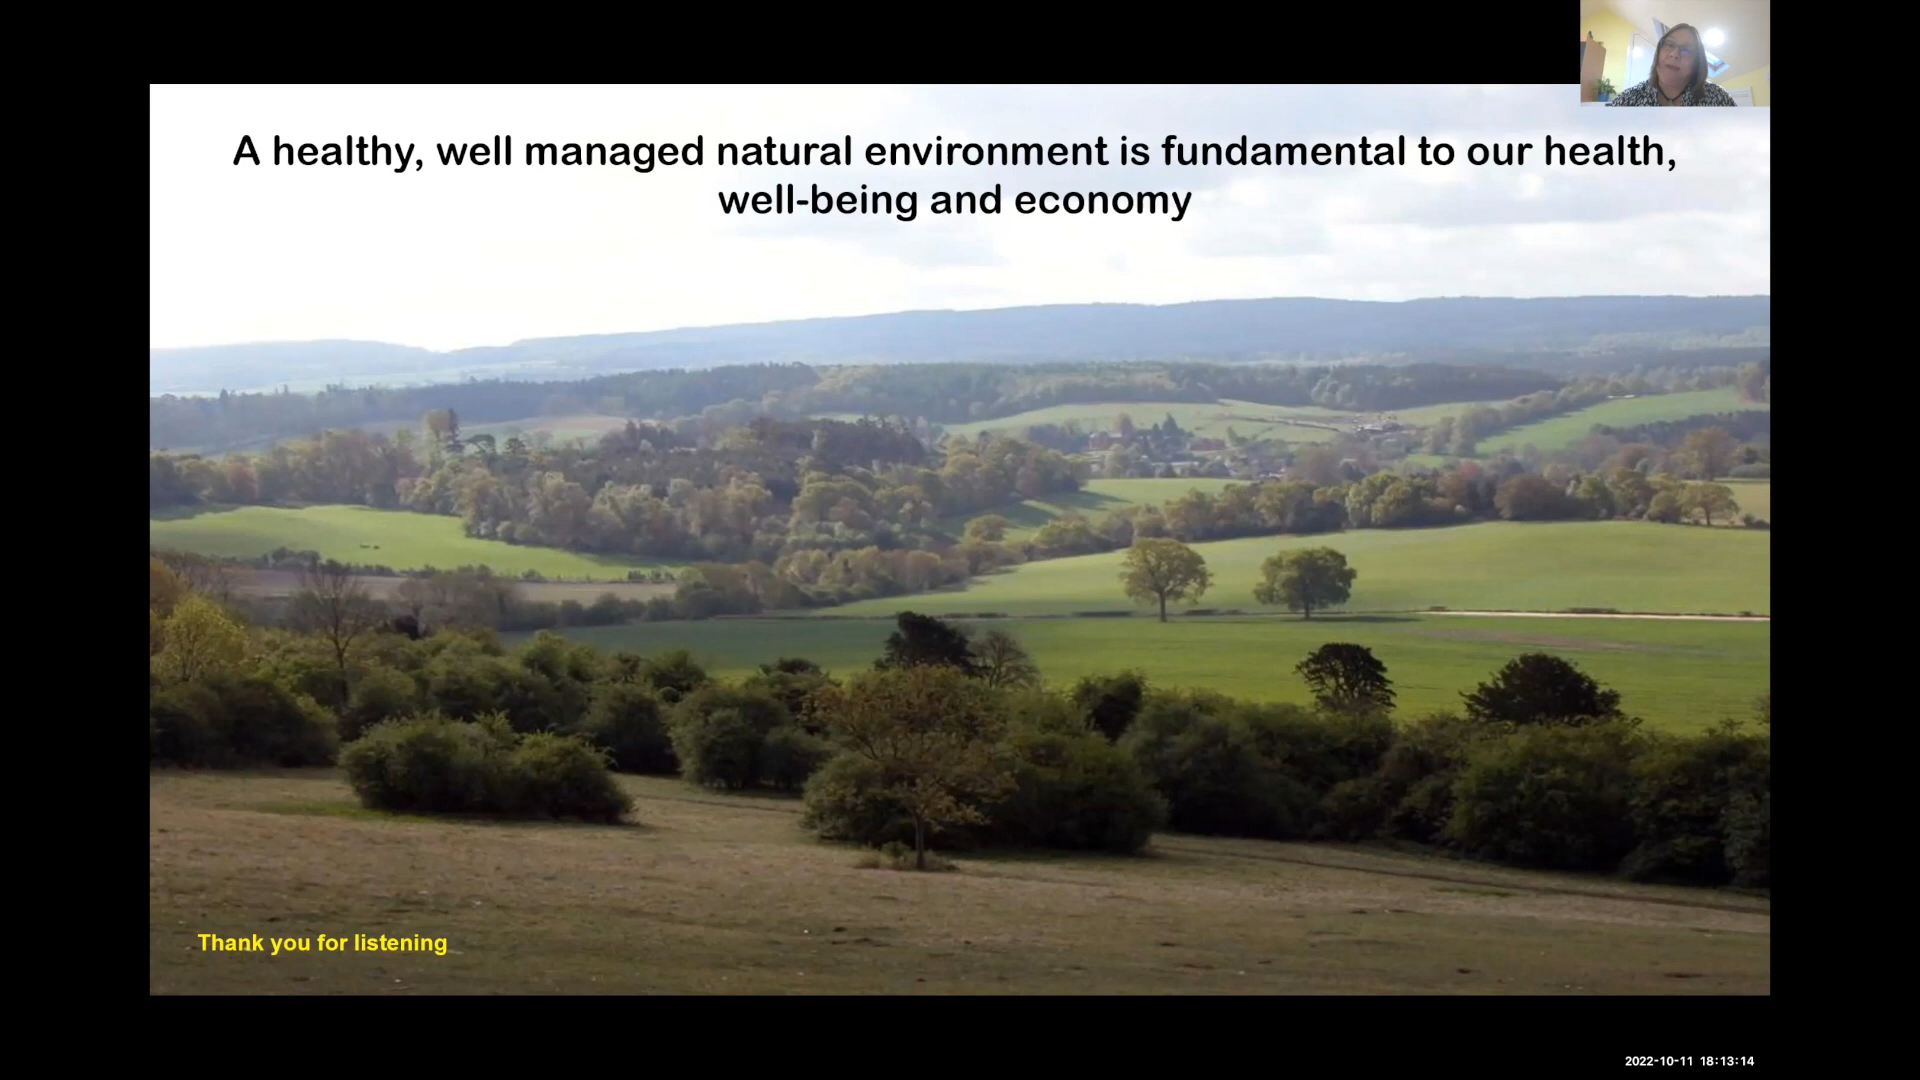 A healthy, well managed natural environment is fundamental to our health,
well-being and economy
Thank you for listening
2022-10-11 18:13:14